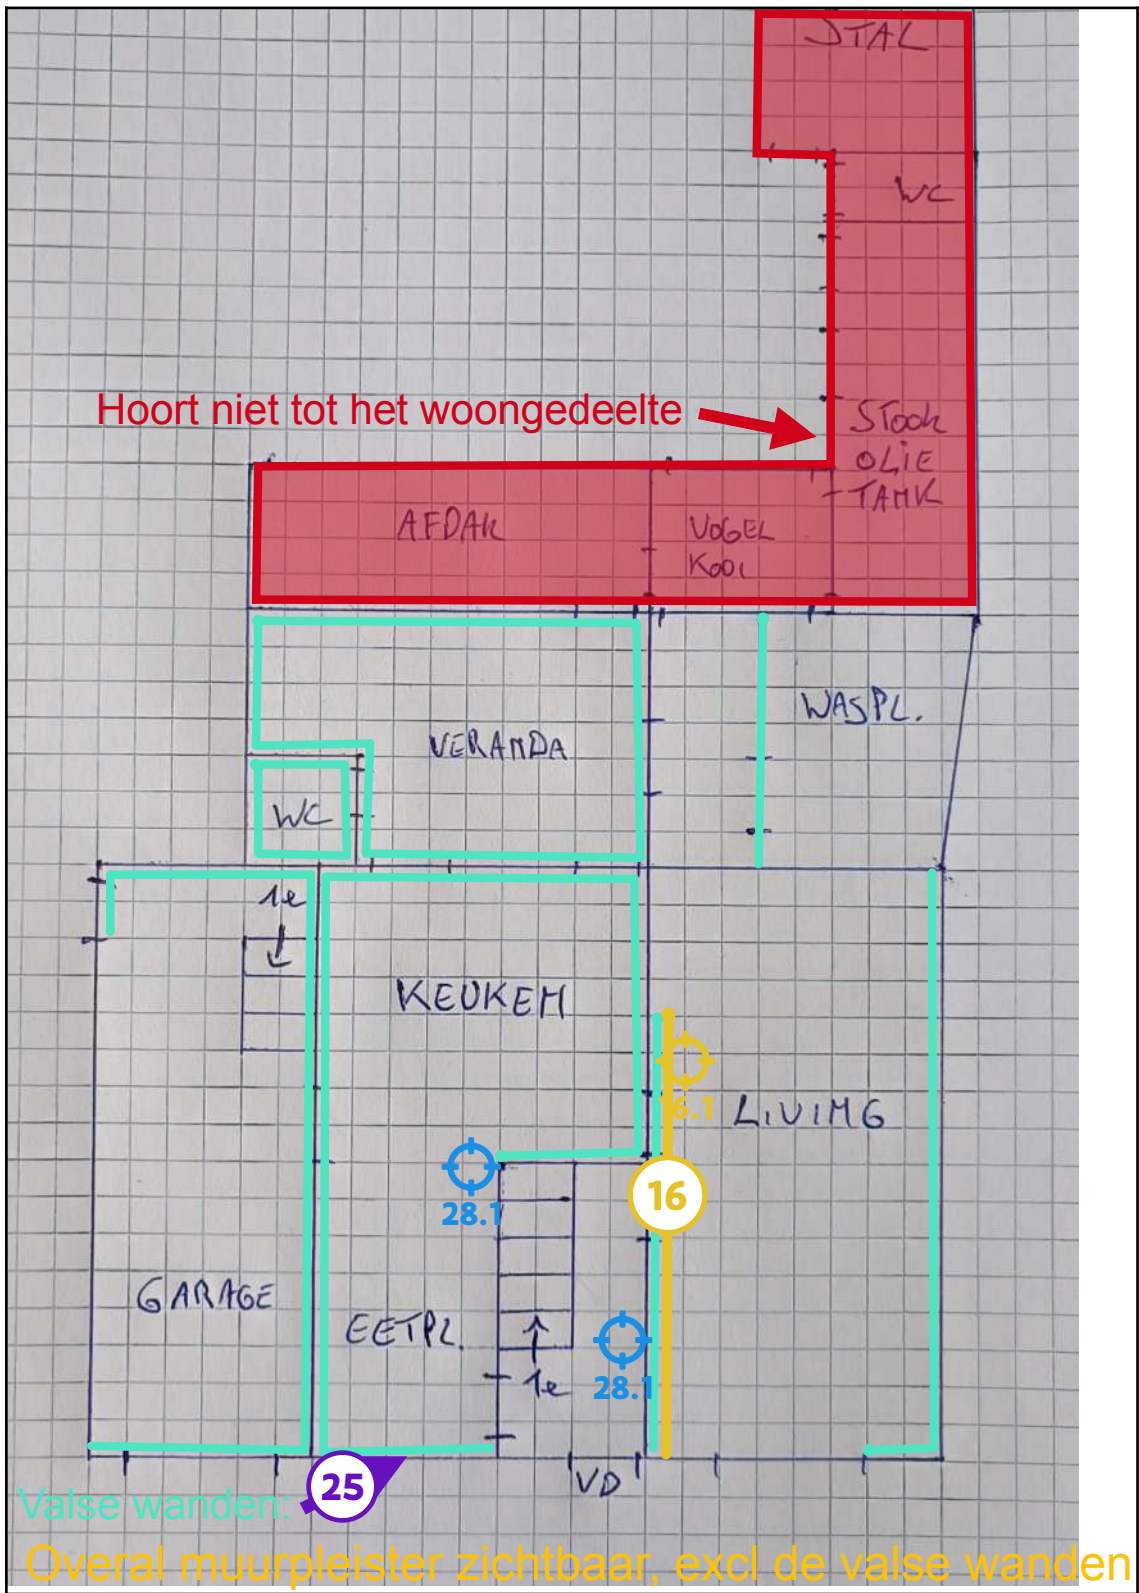 STAL
WC
Hoort niet tot het woongedeelte
STOOK
OLIE
TANK
AFDAK
VOGEL
KOOI
WASPL.
VERANDA
WC
1e
KEUKEN
16.1
LIVING
28.1
16
GARAGE
EETPL.
28.1
1e
25
VD
Valse wanden:
Overal muurpleister zichtbaar, excl de valse wanden